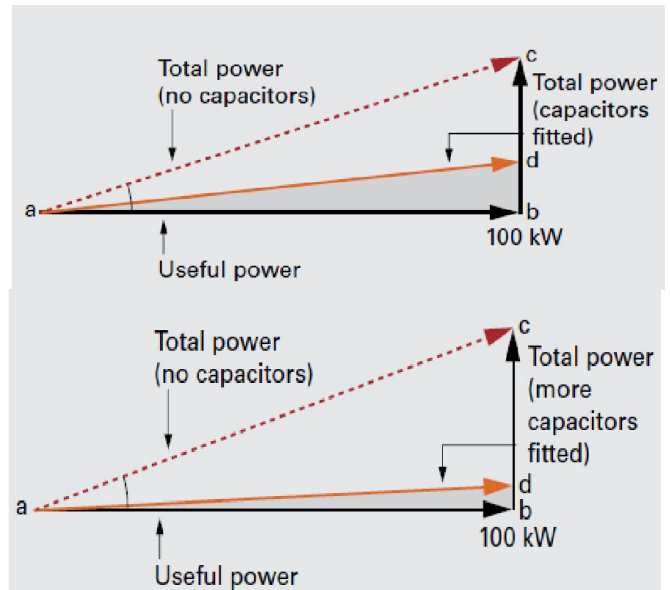 c
Total power
(no capacitors)
Total power
(capacitors
fitted)
d
a
b
100 kW
Useful power
c
Total power
(no capacitors)
Total power
(more
capacitors
fitted)
d
a
b
100 kW
Useful power